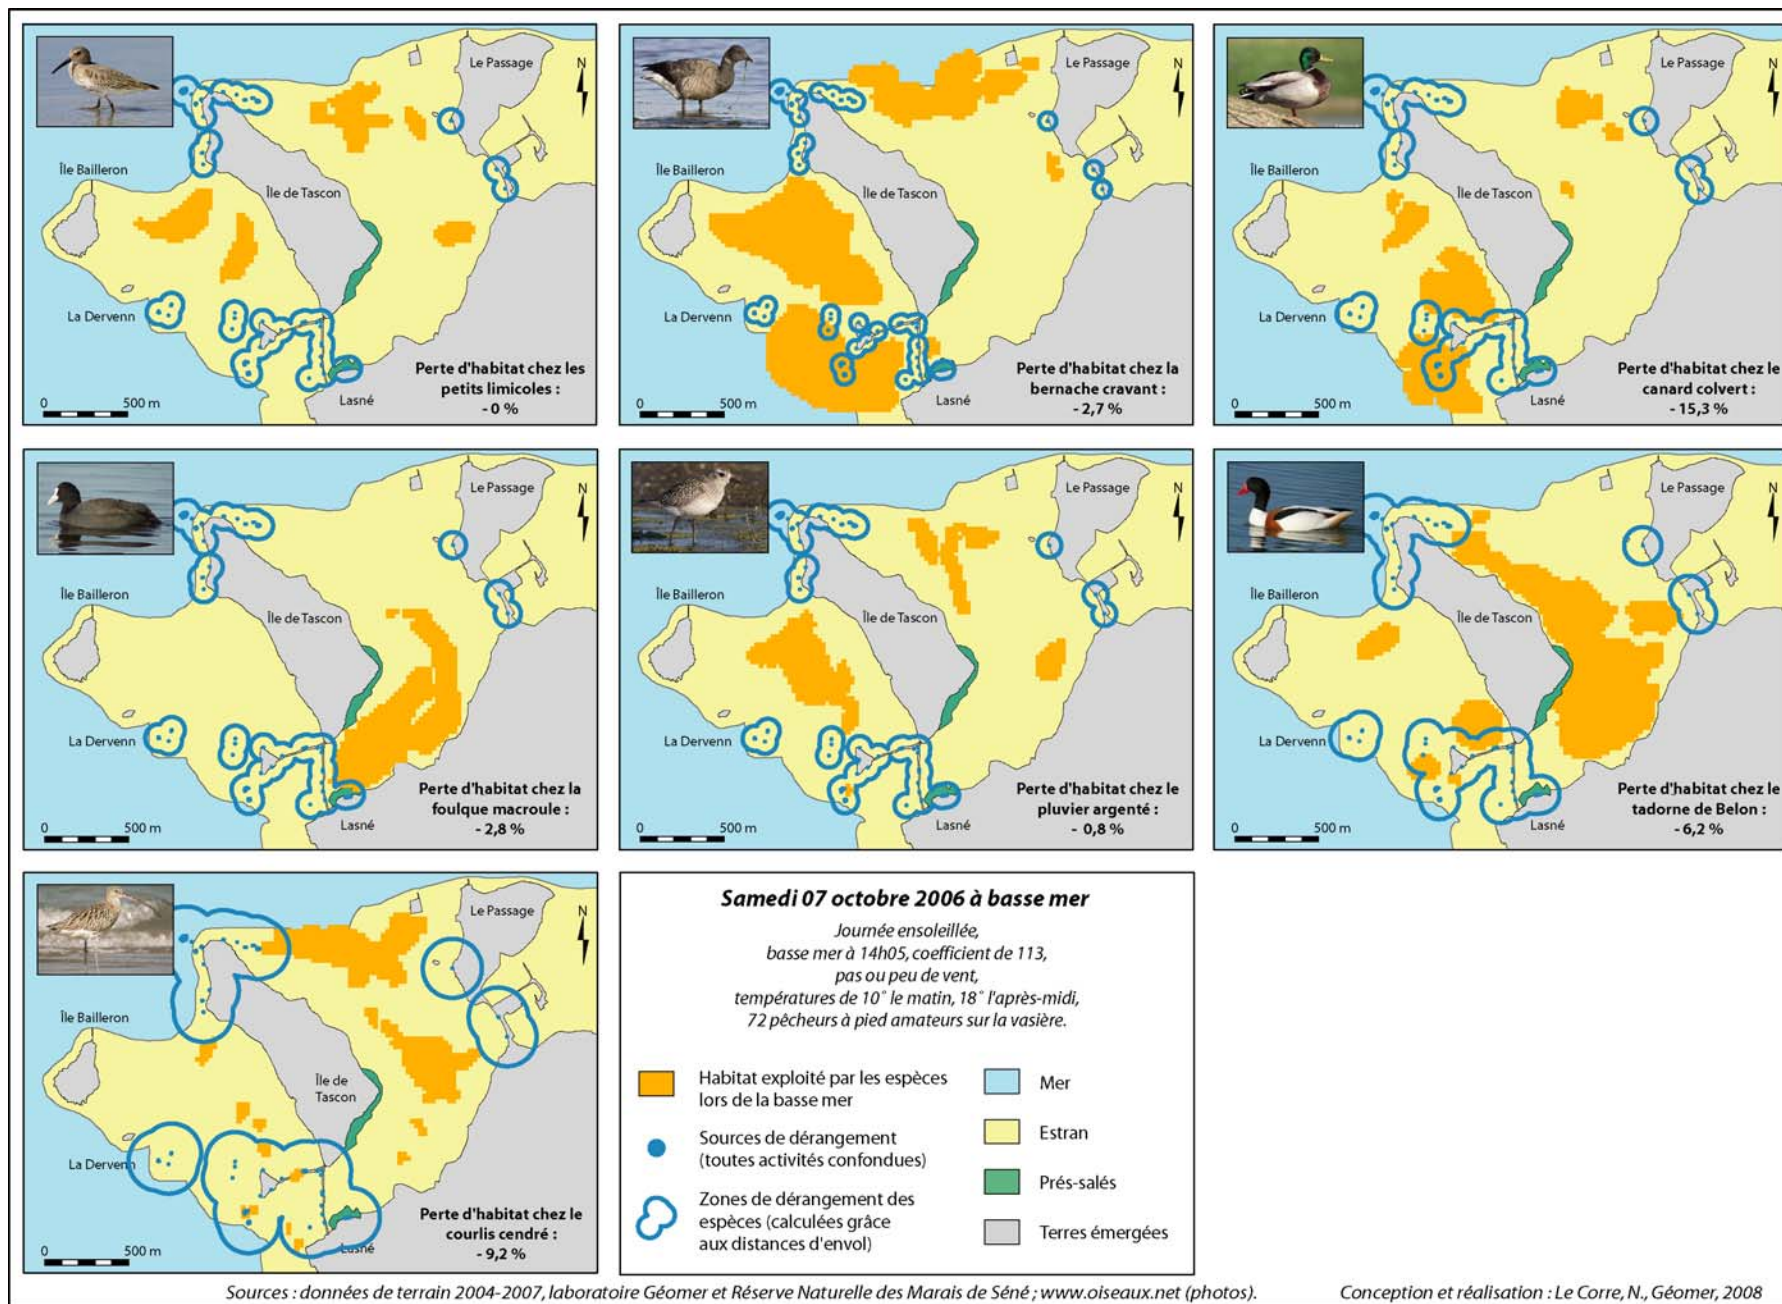 Le Passage
N
Île Bailleron
Île de Tascon
La Dervenn
Perte d'habitat chez les
petits limicoles :
- 0 %
Lasné
0 500 m
Le Passage
N
Île Bailleron
Île de Tascon
La Dervenn
Perte d'habitat chez la
bernache cravant :
- 2,7 %
Lasné
0 500 m
Le Passage
N
Île Bailleron
Île de Tascon
La Dervenn
Perte d'habitat chez le
canard colvert :
- 15,3 %
Lasné
0 500 m
Le Passage
N
Île Bailleron
Île de Tascon
La Dervenn
Perte d'habitat chez la
foulque macroule :
- 2,8 %
Lasné
0 500 m
Le Passage
N
Île Bailleron
Île de Tascon
La Dervenn
Perte d'habitat chez le
pluvier argenté :
- 0,8 %
Lasné
0 500 m
Le Passage
N
Île Bailleron
Île de Tascon
La Dervenn
Perte d'habitat chez le
tadorne de Belon :
- 6,2 %
Lasné
0 500 m
Le Passage
N
Île Bailleron
Île de
Tascon
La Dervenn
Perte d'habitat chez le
courlis cendré :
- 9,2 %
Lasné
0 500 m
Samedi 07 octobre 2006 à basse mer
Journée ensoleillée,
basse mer à 14h05, coefficient de 113,
pas ou peu de vent,
températures de 10° le matin, 18° l'après-midi,
72 pêcheurs à pied amateurs sur la vasière.
Habitat exploité par les espèces
lors de la basse mer
Sources de dérangement
(toutes activités confondues)
Zones de dérangement des
espèces (calculées grâce
aux distances d'envol)
Mer
Estran
Prés-salés
Terres émergées
Sources : données de terrain 2004-2007, laboratoire Géomer et Réserve Naturelle des Marais de Séné ; www.oiseaux.net (photos).
Conception et réalisation : Le Corre, N., Géomer, 2008